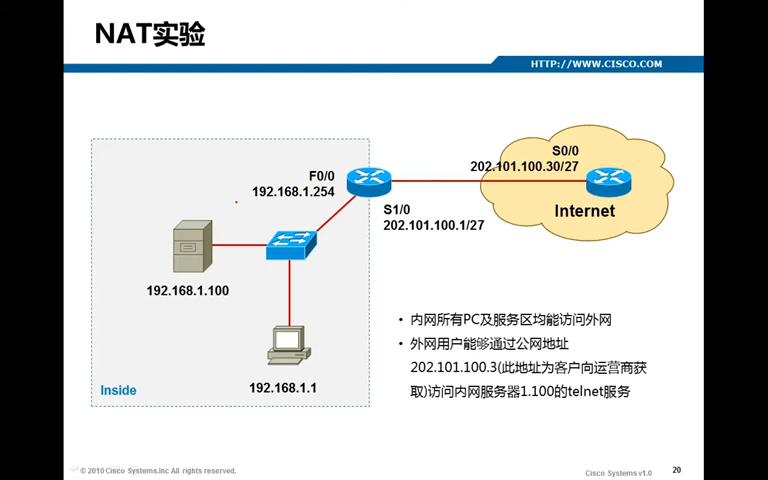 NAT实验
HTTP://WWW.CISCO.COM
S0/0
202.101.100.30/27
F0/0
192.168.1.254
S1/0
202.101.100.1/27
Internet
192.168.1.100
• 内网所有PC及服务区均能访问外网
• 外网用户能够通过公网地址
202.101.100.3(此地址为客户向运营商获
取)访问内网服务器1.100的telnet服务
192.168.1.1
Inside
© 2010 Cisco Systems.Inc All rights reserved.
Cisco Systems v1.0
20